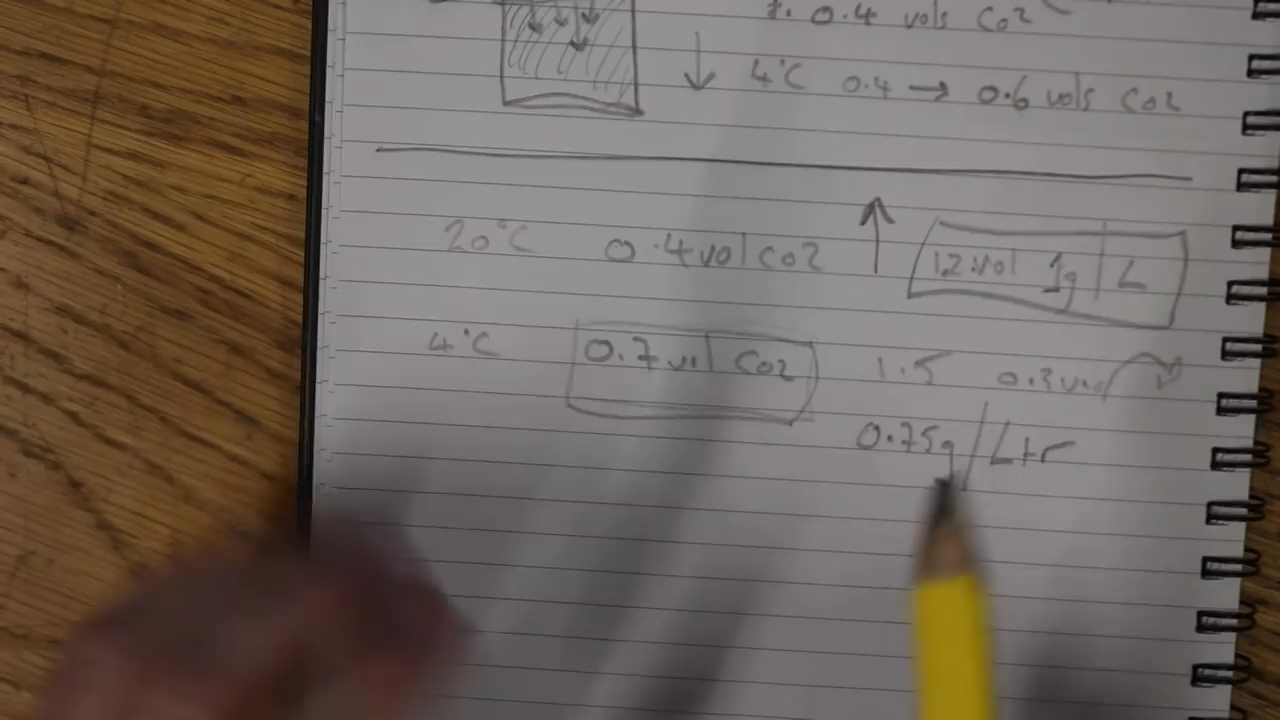 0.4 vols Co2
4°C 0.4 → 0.6 vols CO2
20°C 0.4 vol CO2 ↑ 12 vol 1g / L
4°C 0.7 vol CO2 1.5 0.3
0.75g / Ltr